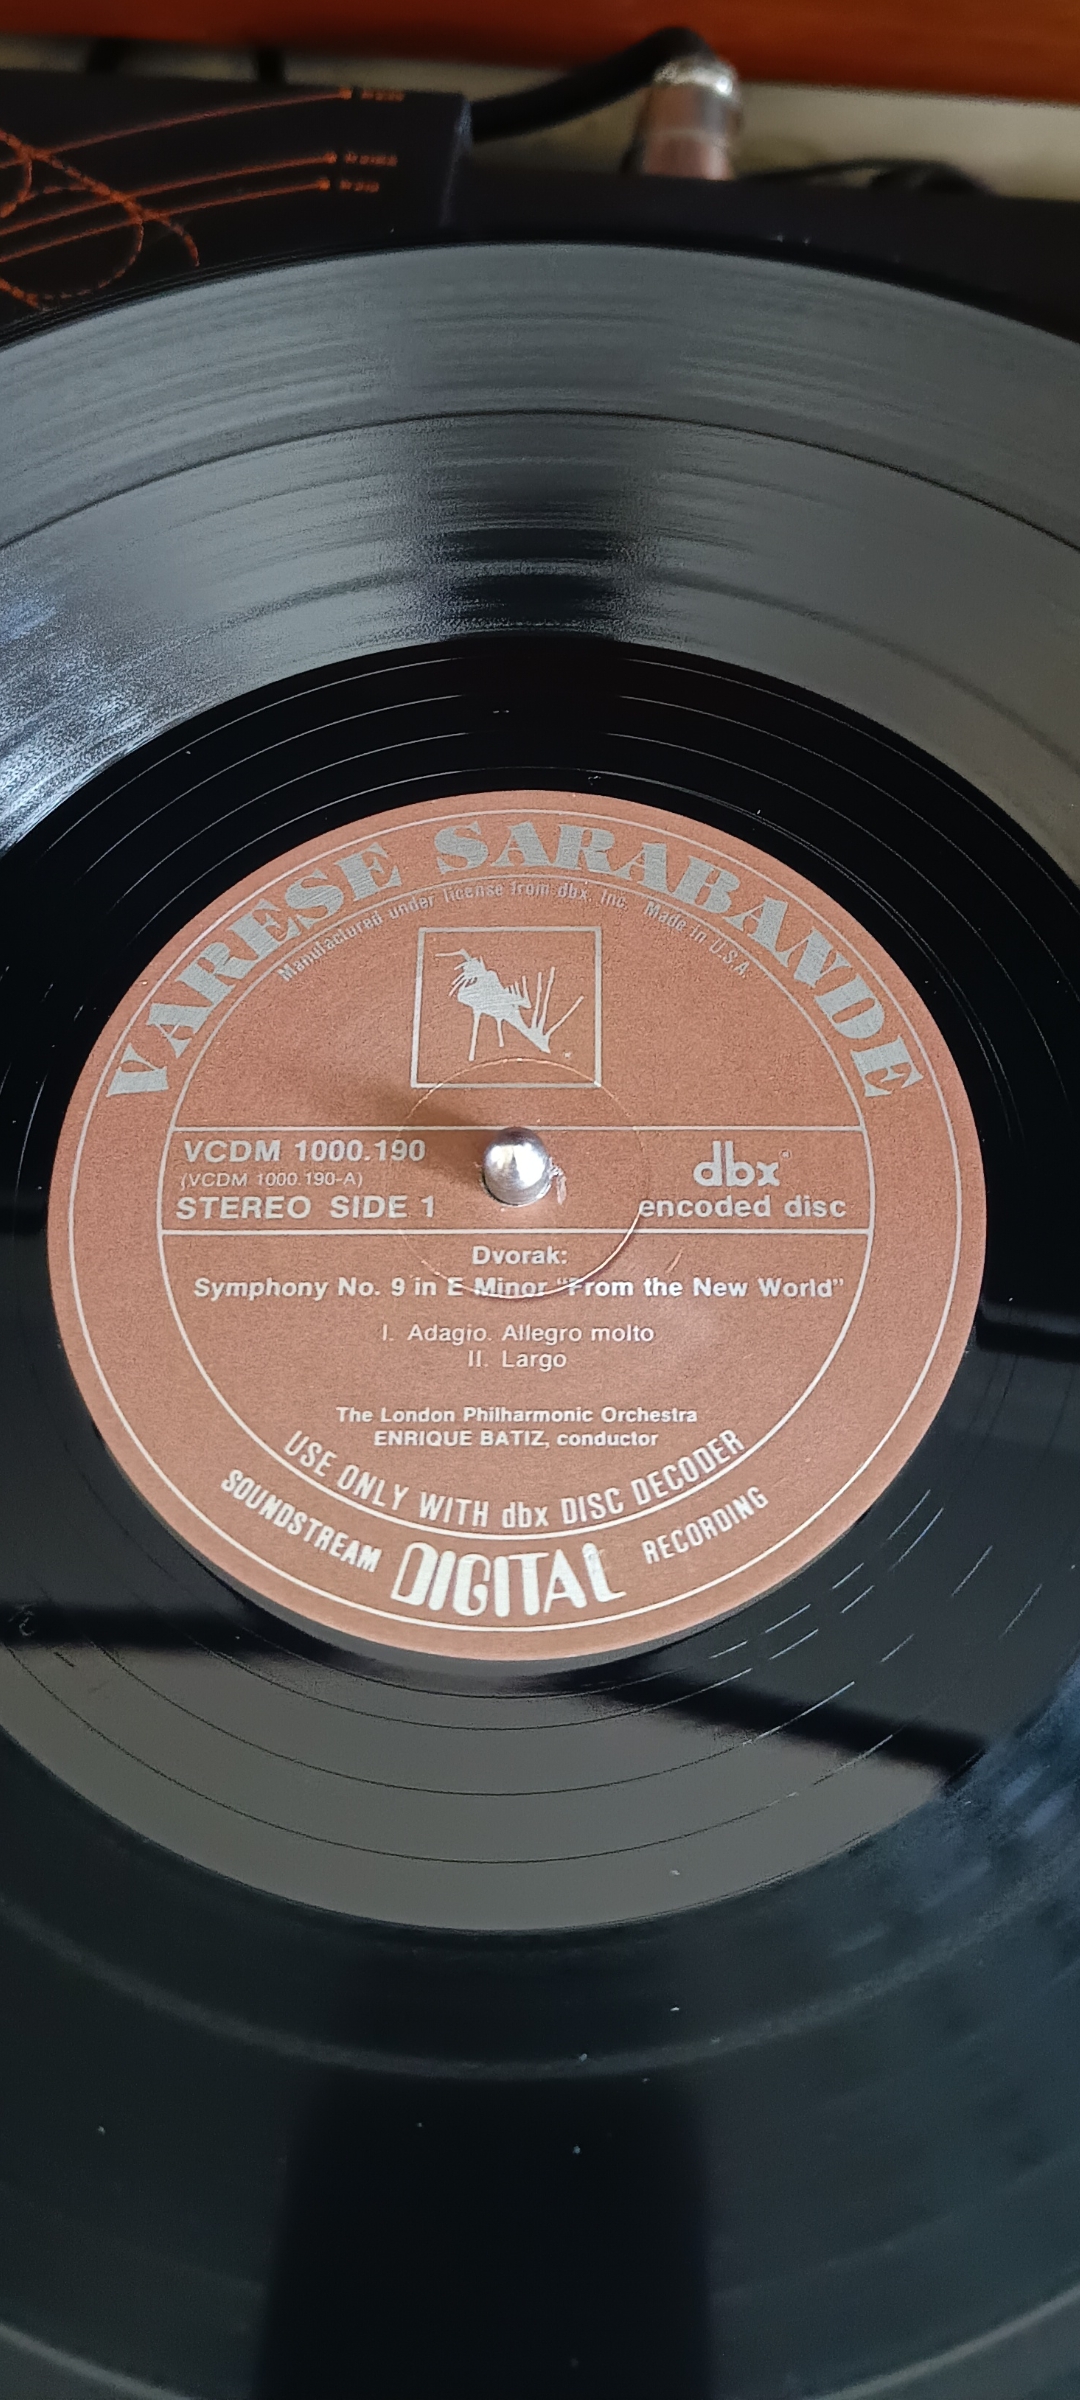 VARESE SARABANDE
Manufactured under license from dbx, Inc. Made in U.S.A.
VCDM 1000.190
(VCDM 1000.190-A)
STEREO SIDE 1
dbx®
encoded disc
Dvorak:
Symphony No. 9 in E Minor “From the New World”
I. Adagio. Allegro molto
II. Largo
The London Philharmonic Orchestra
ENRIQUE BATIZ, conductor
USE ONLY WITH dbx DISC DECODER
SOUNDSTREAM DIGITAL RECORDING